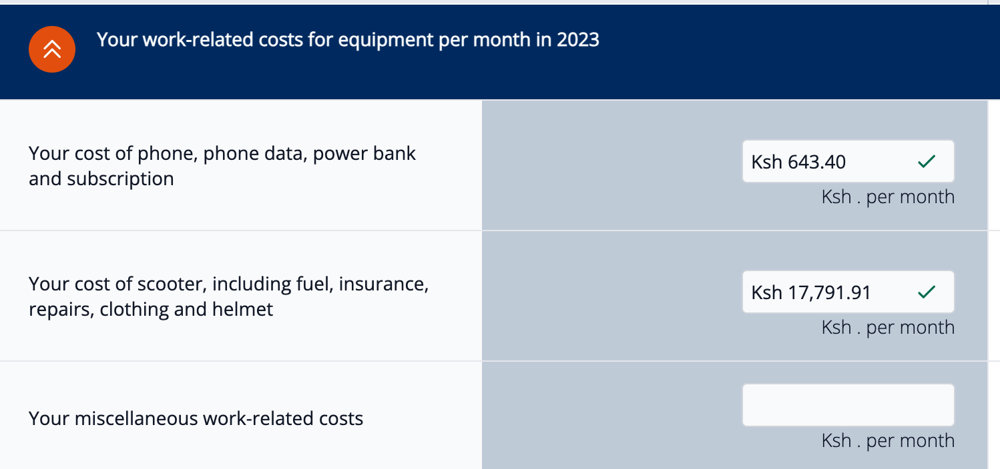 Your work-related costs for equipment per month in 2023
Your cost of phone, phone data, power bank
and subscription
Ksh 643.40
Ksh . per month
Your cost of scooter, including fuel, insurance,
repairs, clothing and helmet
Ksh 17,791.91
Ksh . per month
Your miscellaneous work-related costs
Ksh . per month